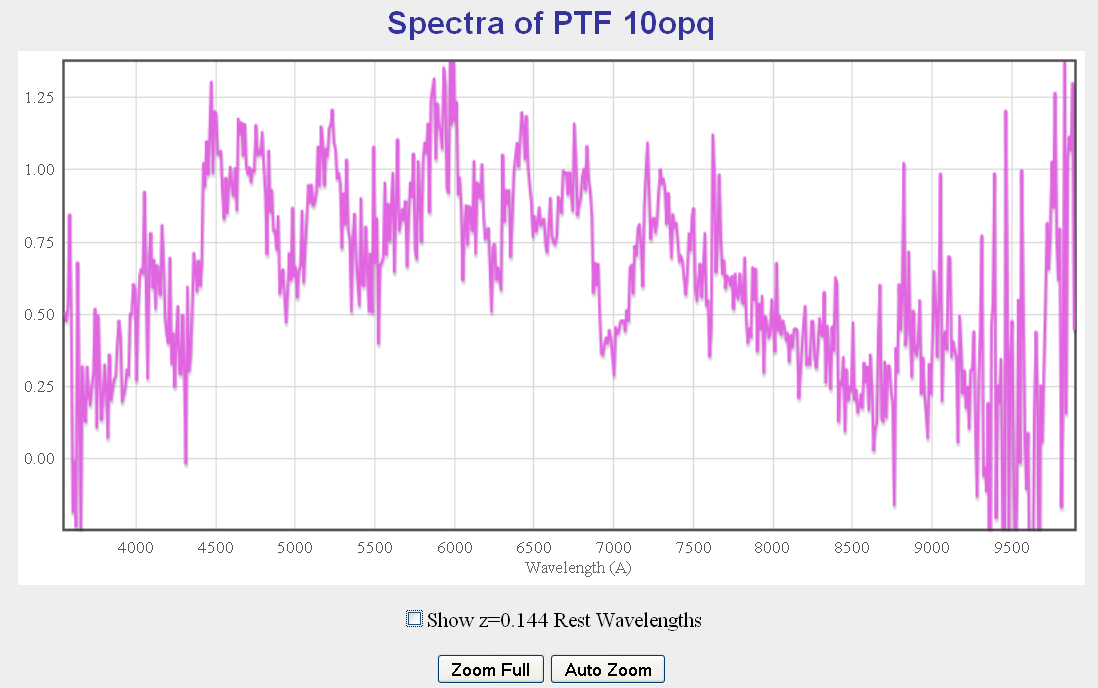 Spectra of PTF 10opq
1.25
1.00
0.75
0.50
0.25
0.00
4000 4500 5000 5500 6000 6500 7000 7500 8000 8500 9000 9500
Wavelength (A)
Show z=0.144 Rest Wavelengths
Zoom Full Auto Zoom